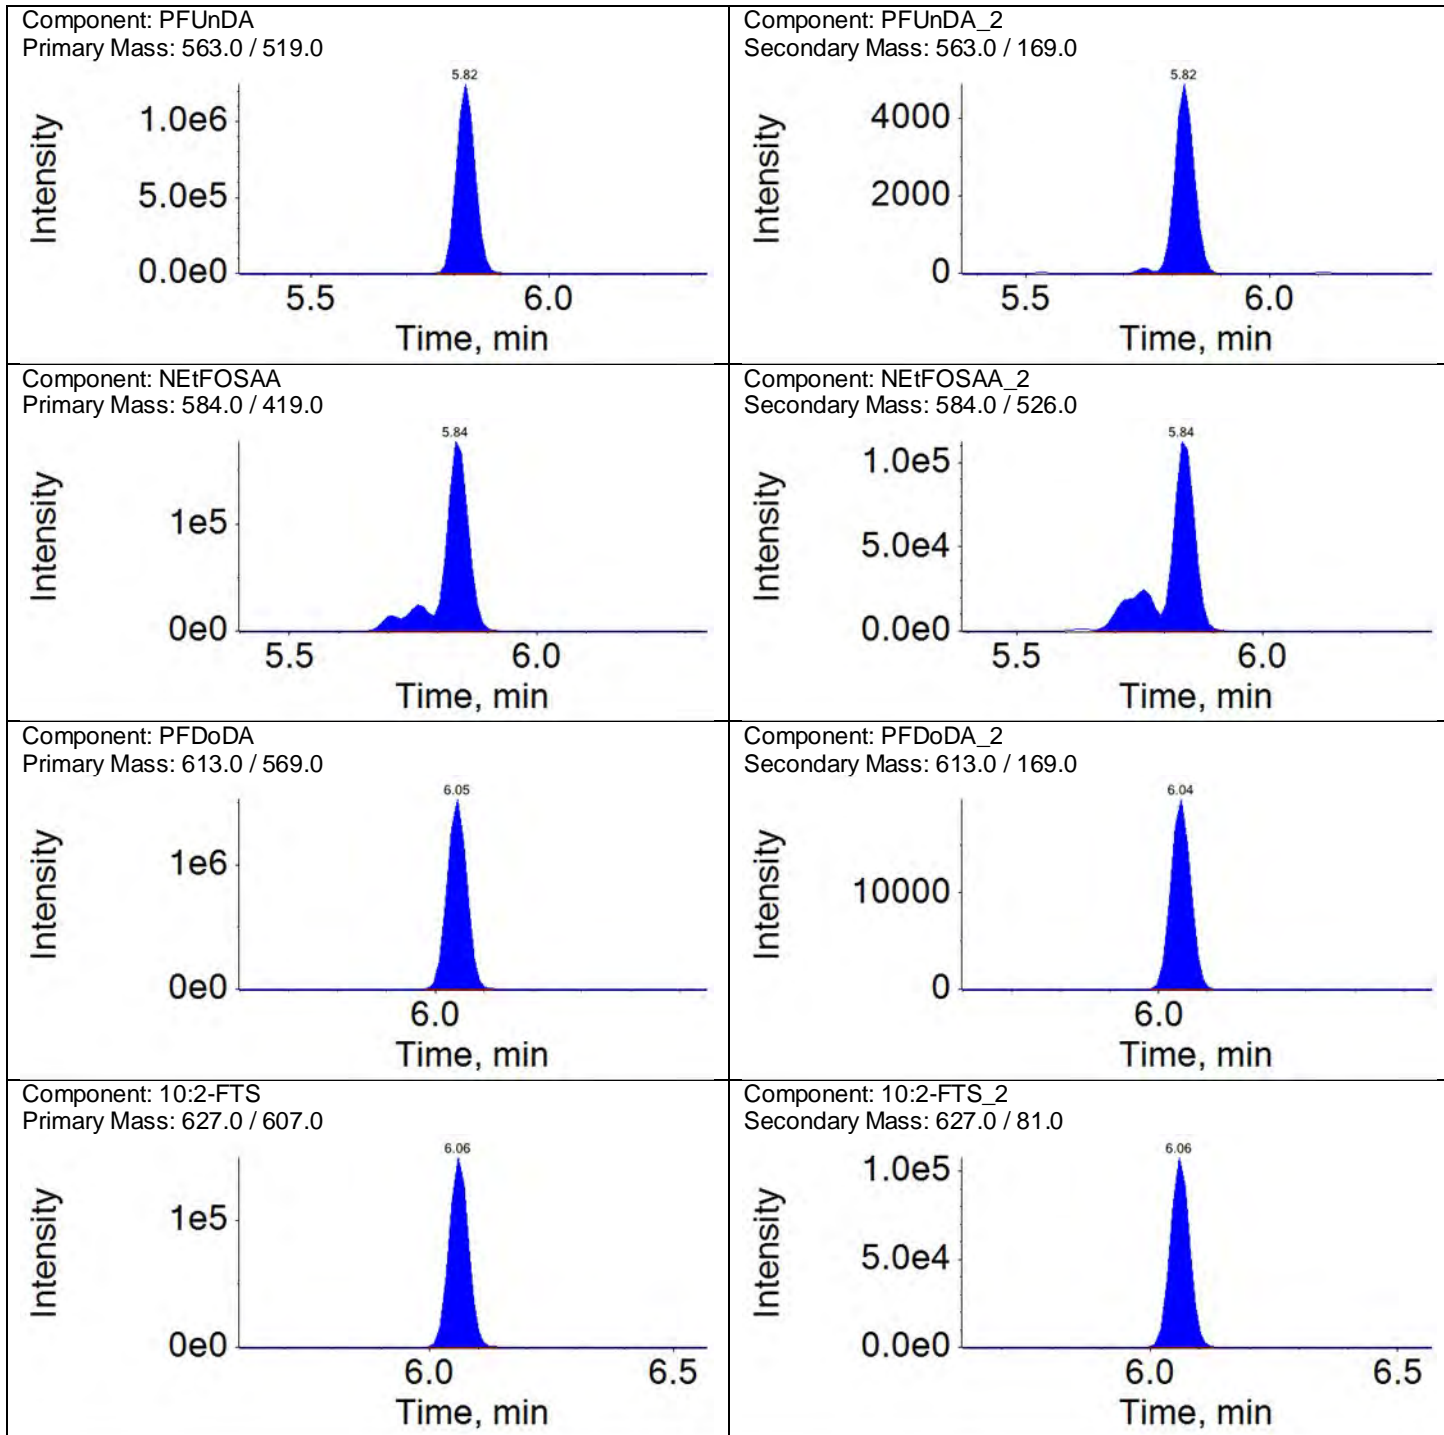 Component: PFUnDA
Primary Mass: 563.0 / 519.0
5.82
1.0e6
5.0e5
0.0e0
Intensity
5.5 6.0
Time, min
Component: PFUnDA_2
Secondary Mass: 563.0 / 169.0
5.82
4000
2000
0
Intensity
5.5 6.0
Time, min
Component: NEtFOSAA
Primary Mass: 584.0 / 419.0
5.84
1e5
0e0
Intensity
5.5 6.0
Time, min
Component: NEtFOSAA_2
Secondary Mass: 584.0 / 526.0
5.84
1.0e5
5.0e4
0.0e0
Intensity
5.5 6.0
Time, min
Component: PFDoDA
Primary Mass: 613.0 / 569.0
6.05
1e6
0e0
Intensity
6.0
Time, min
Component: PFDoDA_2
Secondary Mass: 613.0 / 169.0
6.04
10000
0
Intensity
6.0
Time, min
Component: 10:2-FTS
Primary Mass: 627.0 / 607.0
6.06
1e5
0e0
Intensity
6.0 6.5
Time, min
Component: 10:2-FTS_2
Secondary Mass: 627.0 / 81.0
6.06
1.0e5
5.0e4
0.0e0
Intensity
6.0 6.5
Time, min